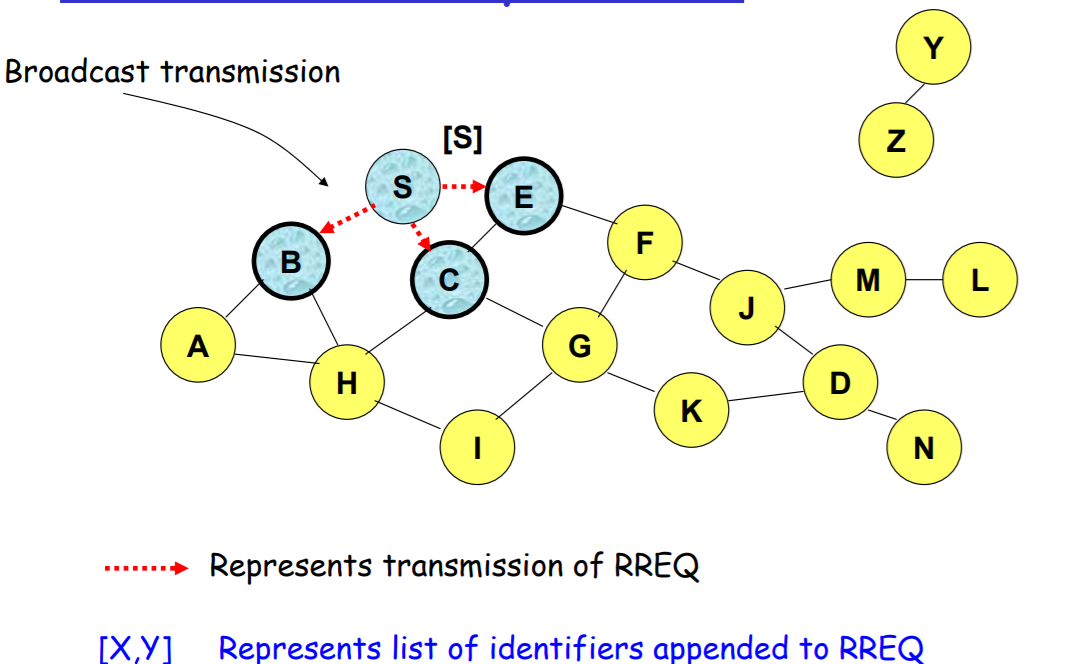 Broadcast transmission
Y
Z
[S]
S
E
B
C
F
A
H
G
J
M
L
I
K
D
N
Represents transmission of RREQ
[X,Y] Represents list of identifiers appended to RREQ